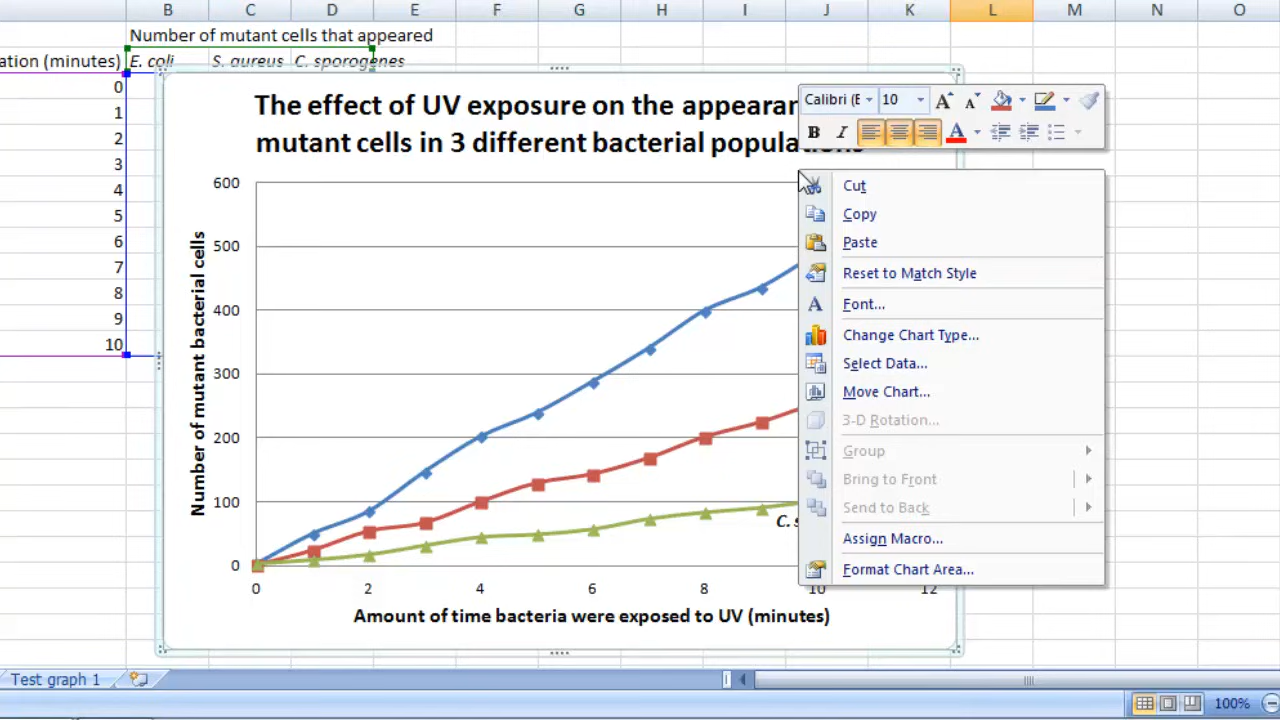 B C D E F G H I J K L M N O
Number of mutant cells that appeared
ation (minutes) E. coli S. aureus C. sporogenes
0
1
2
3
4
5
6
7
8
9
10
The effect of UV exposure on the appearan
mutant cells in 3 different bacterial populations
Number of mutant bacterial cells
600
500
400
300
200
100
0
0 2 4 6 8 10 12
Amount of time bacteria were exposed to UV (minutes)
C. s
Calibri (E 10
B I A
Cut
Copy
Paste
Reset to Match Style
Font...
Change Chart Type...
Select Data...
Move Chart...
3-D Rotation...
Group
Bring to Front
Send to Back
Assign Macro...
Format Chart Area...
Test graph 1
100%